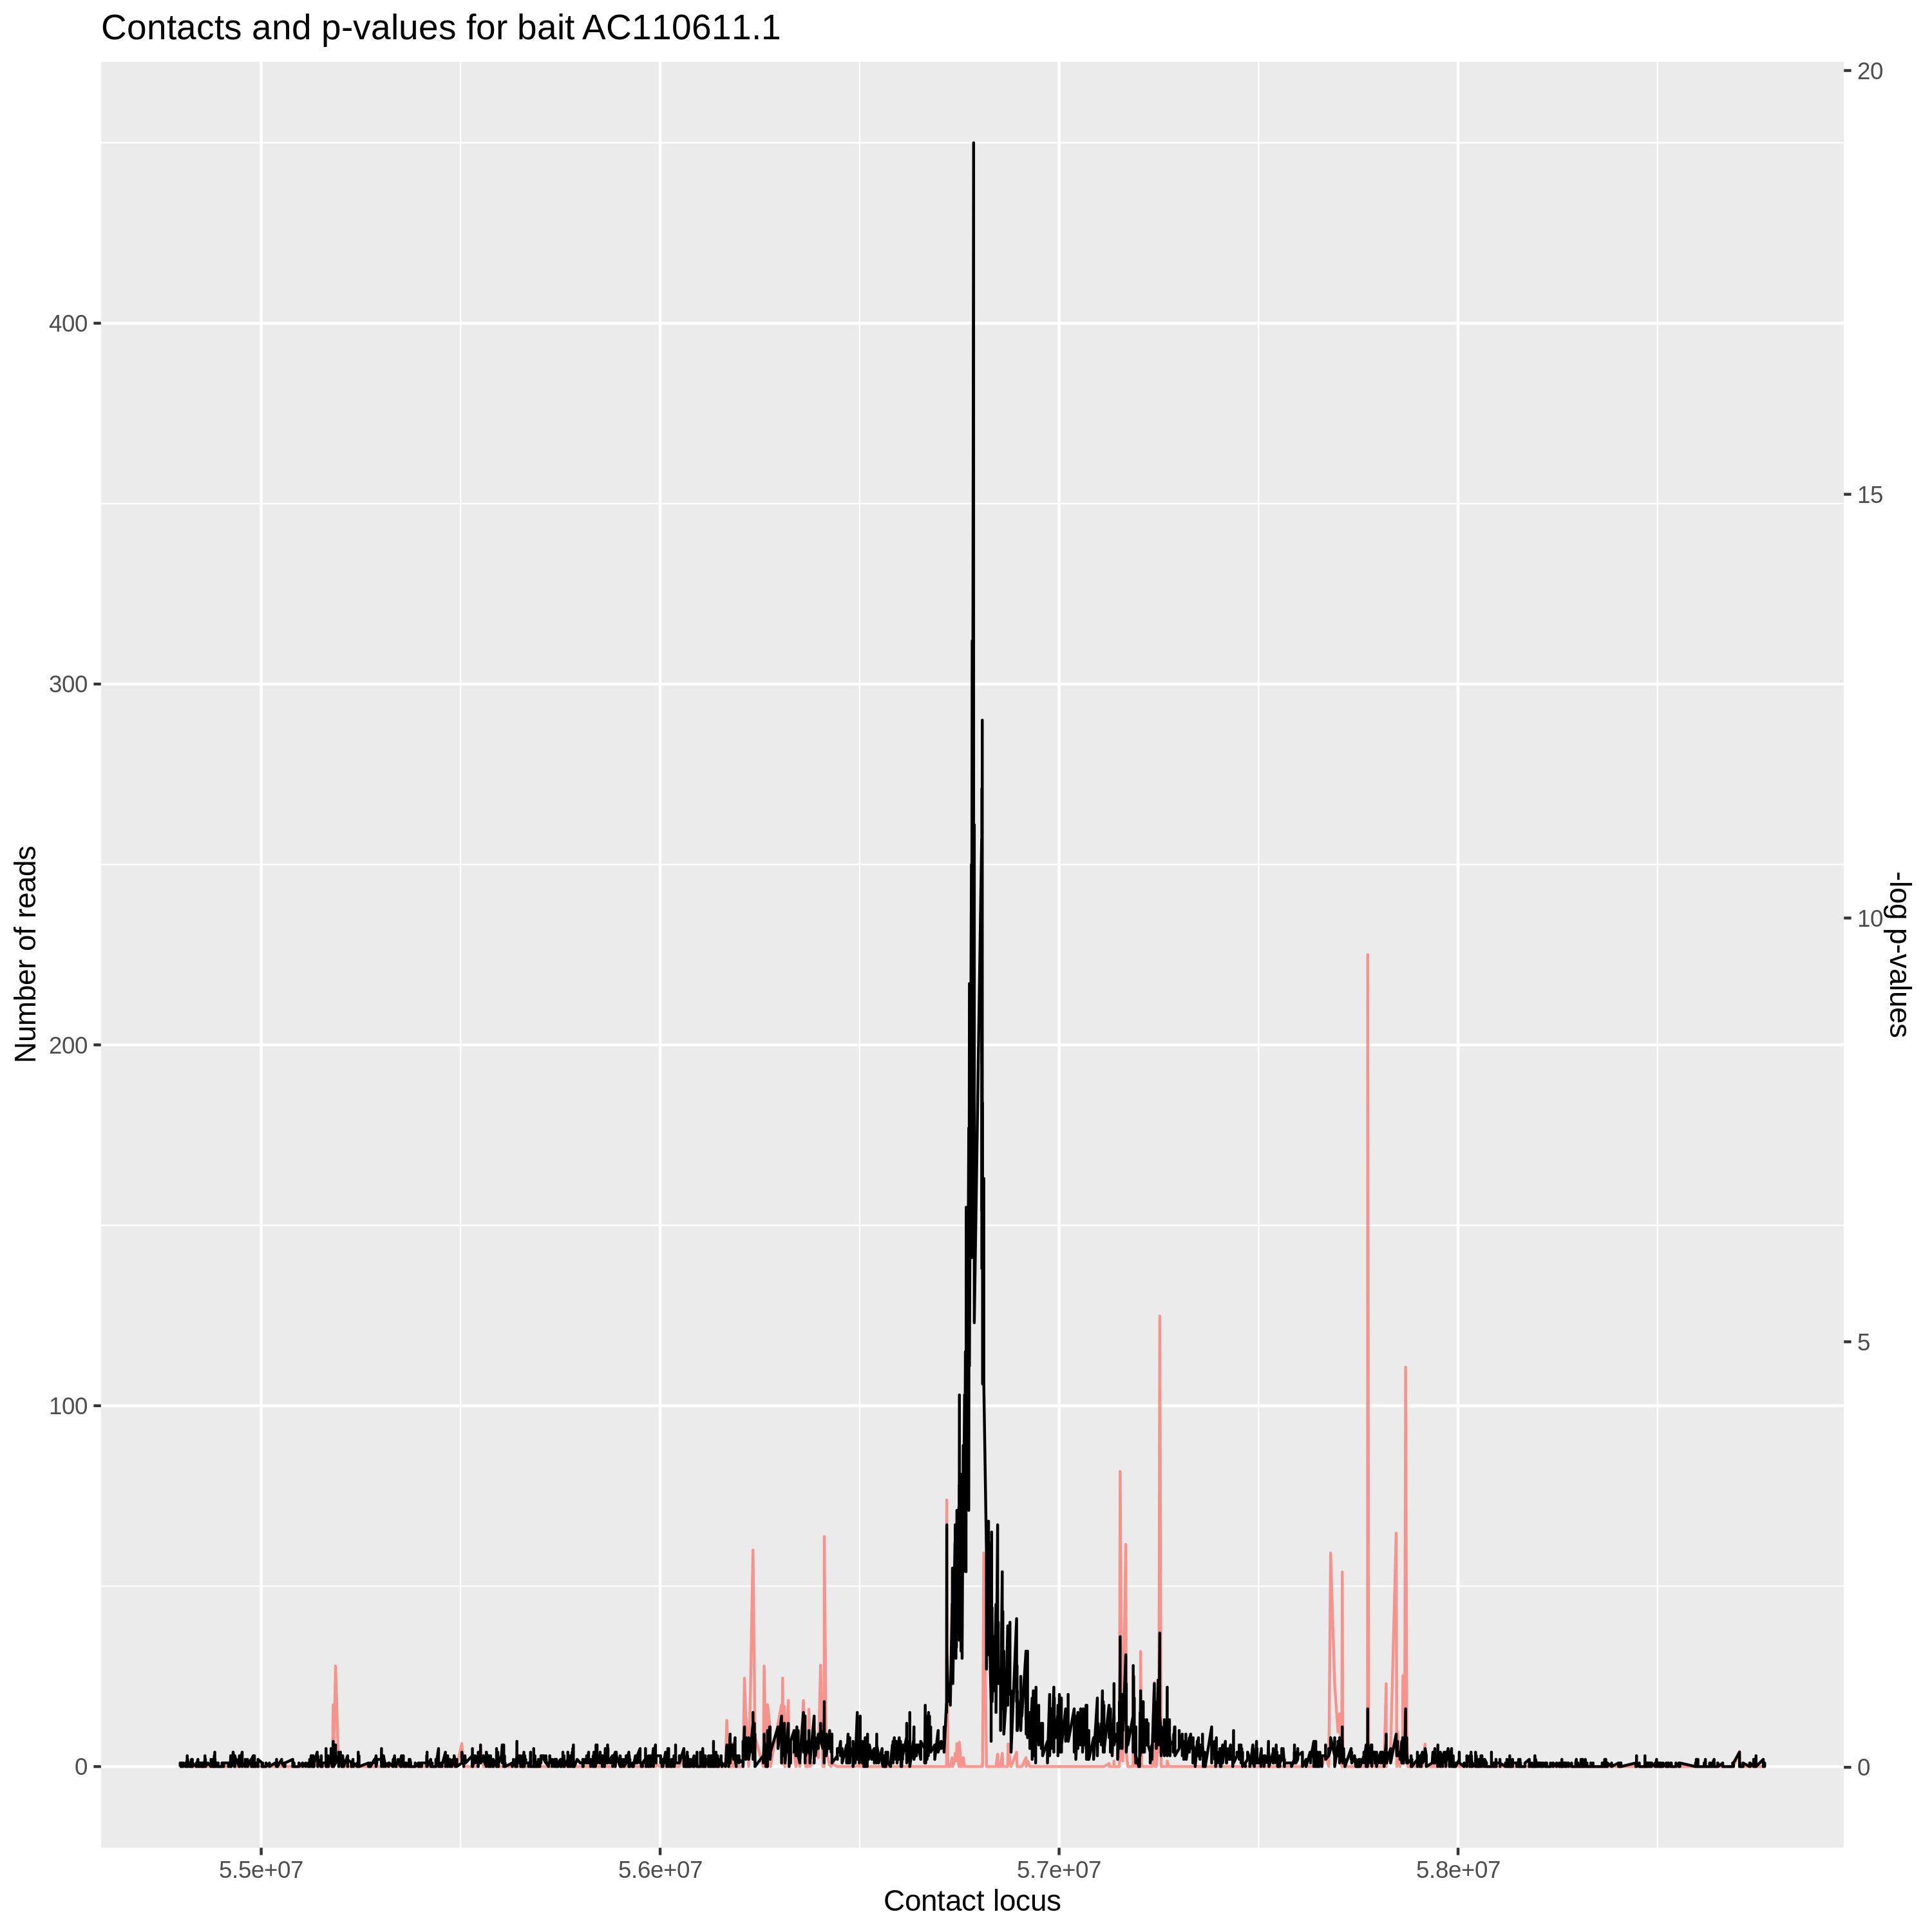 Contacts and p-values for bait AC110611.1
Number of reads
400
300
200
100
0
20
15
10
5
0
-log p-values
5.5e+07
5.6e+07
5.7e+07
5.8e+07
Contact locus